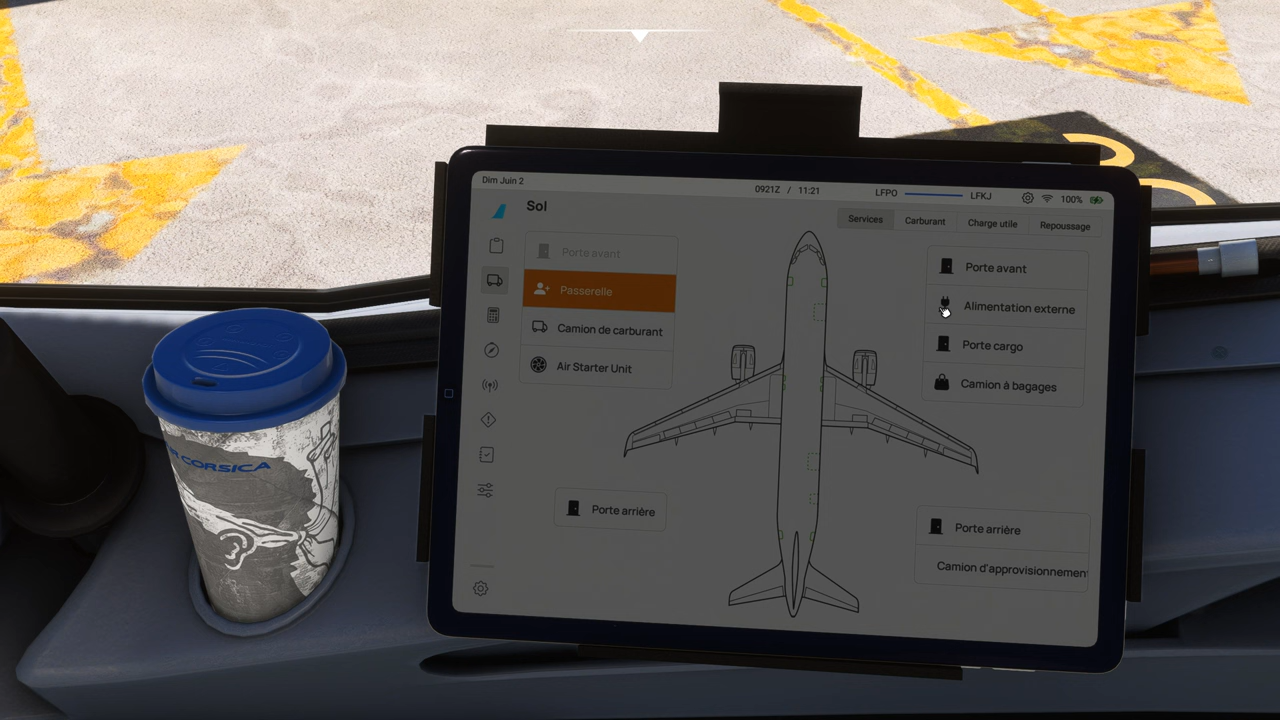 Dim Juin 2
0921Z / 11:21
LFPO
LFKJ
100%
Sol
Services
Carburant
Charge utile
Repoussage
Porte avant
Passerelle
Camion de carburant
Air Starter Unit
Porte avant
Alimentation externe
Porte cargo
Camion à bagages
Porte arrière
Porte arrière
Camion d'approvisionnemen
CORSICA